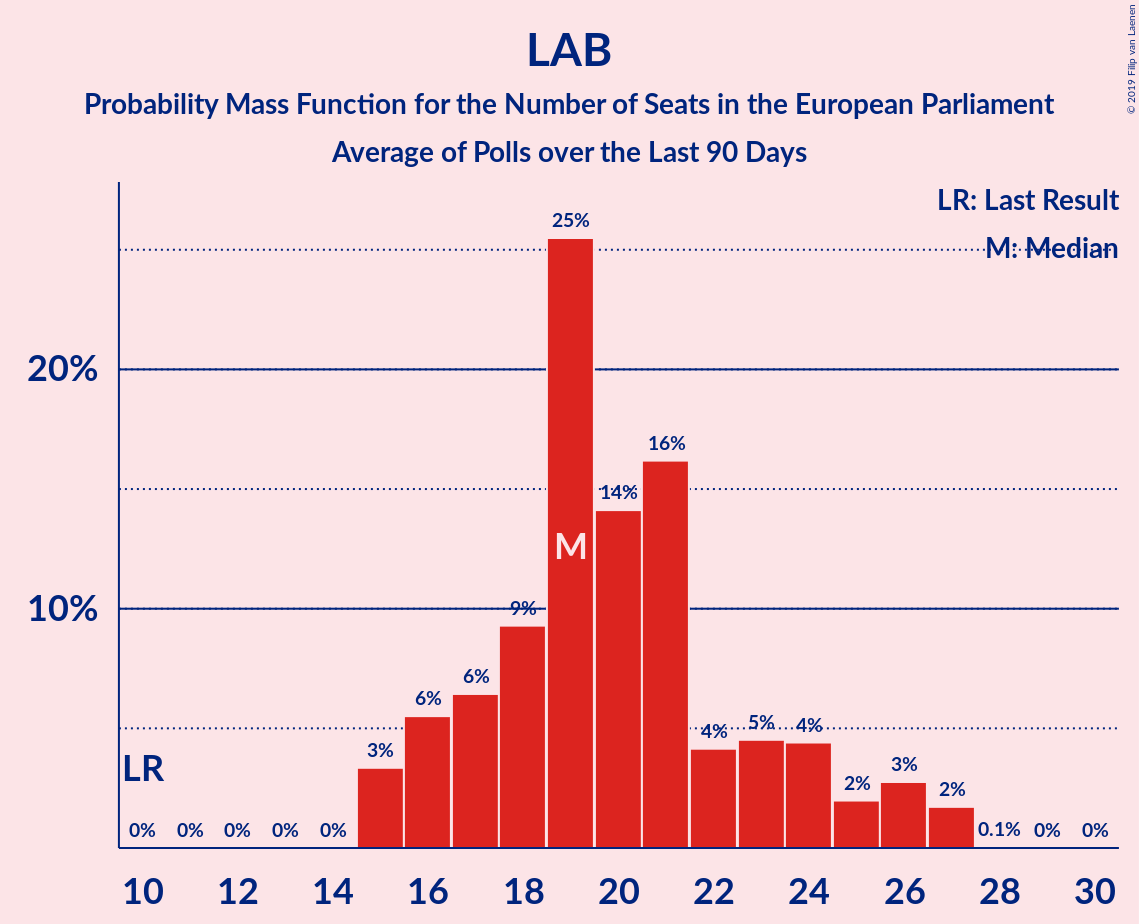 LAB
Probability Mass Function for the Number of Seats in the European Parliament
Average of Polls over the Last 90 Days
© 2019 Filip van Laenen
LR: Last Result
M: Median
20%
10%
25%
16%
14%
M
9%
6%
6%
5%
4%
4%
3%
3%
2%
2%
LR
0%
0%
0%
0%
0%
0.1%
0%
0%
10 12 14 16 18 20 22 24 26 28 30